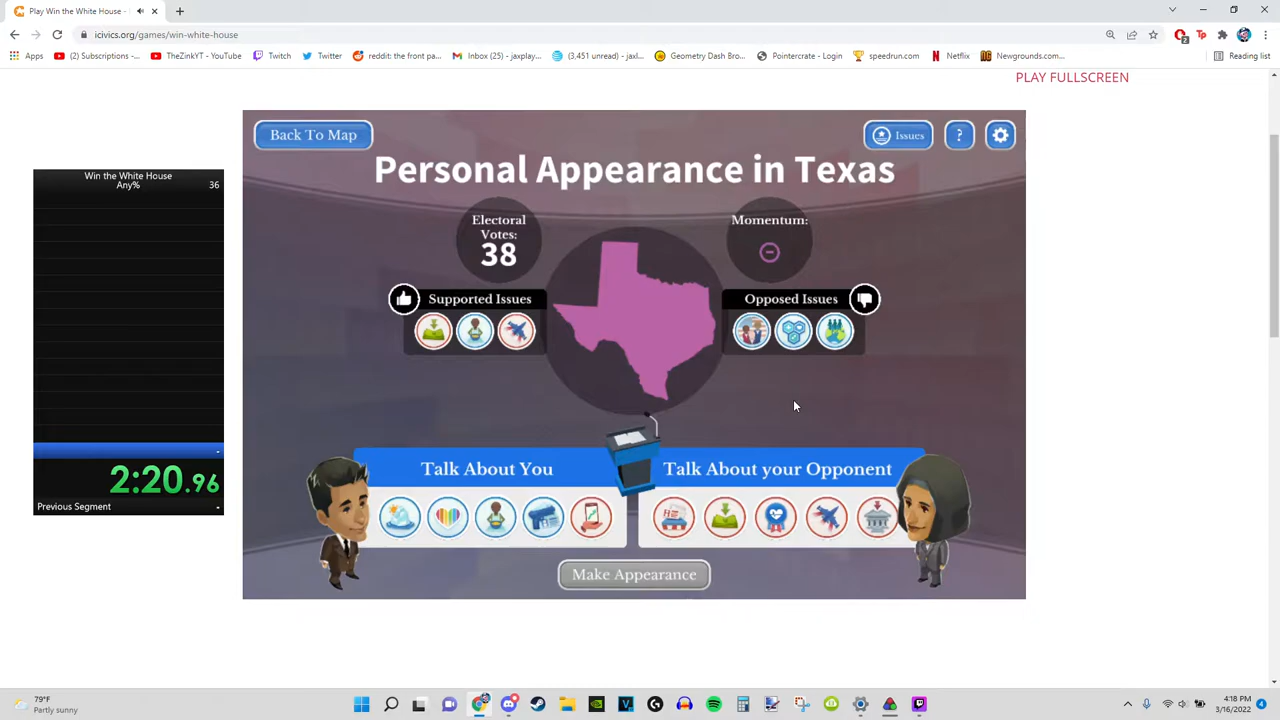 Play Win the White House -
icivics.org/games/win-white-house
Apps
(2) Subscriptions -...
TheZinkYT - YouTube
Twitch
Twitter
reddit: the front pa...
Inbox (25) - jaxplay...
(3,451 unread) - jaxl...
Geometry Dash Bro...
Pointercrate - Login
speedrun.com
Netflix
Newgrounds.com...
Reading list
PLAY FULLSCREEN
Back To Map
Issues
?
Personal Appearance in Texas
Win the White House
Any%
36
Electoral
Votes:
38
Momentum:
Supported Issues
Opposed Issues
2:20.96
Previous Segment
-
-
Talk About You
Talk About your Opponent
Make Appearance
79°F
Partly sunny
4:18 PM
3/16/2022